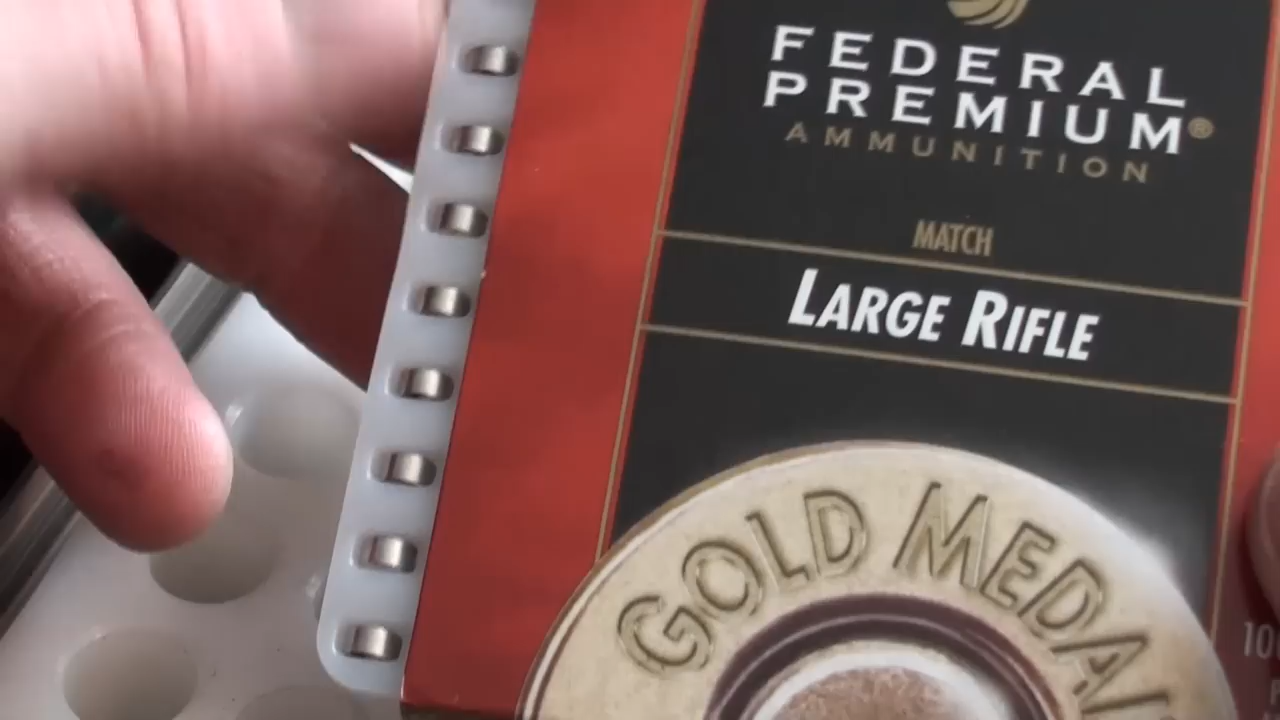 FEDERAL
PREMIUM®
AMMUNITION
MATCH
LARGE RIFLE
GOLD MEDAL